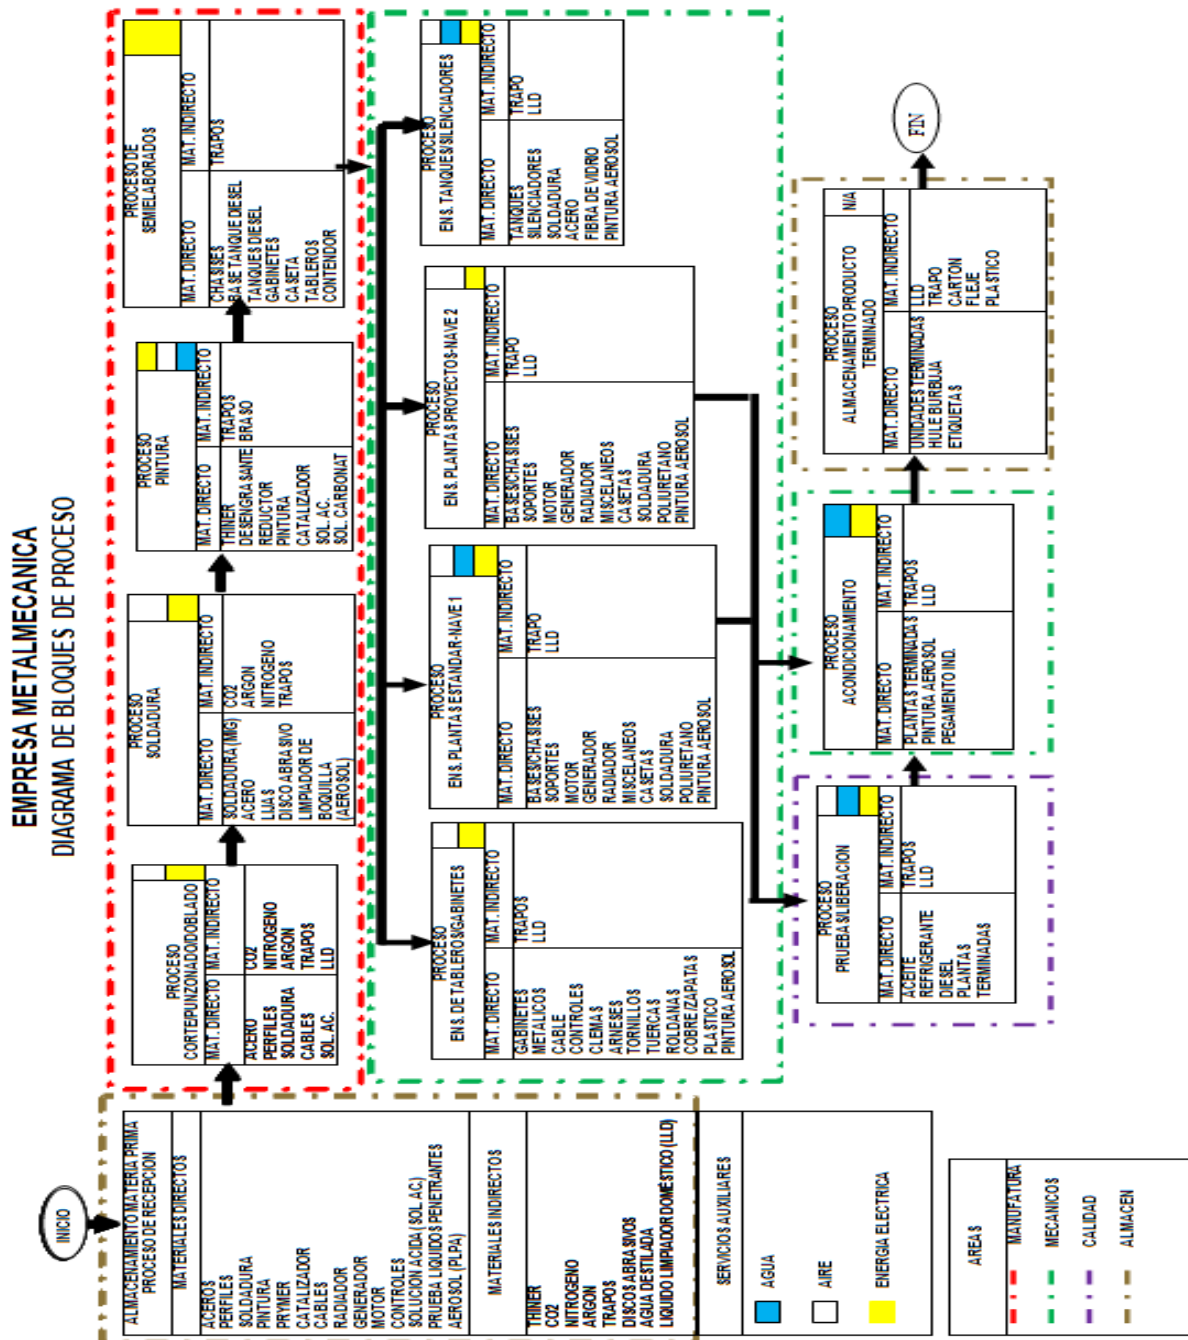 EMPRESA METALMECANICA
DIAGRAMA DE BLOQUES DE PROCESO
INICIO
ALMACENAMIENTO MATERIA PRIMA
PROCESO DE RECEPCION
MATERIALES DIRECTOS
ACEROS
PERFILES
SOLDADURA
PINTURA
PRYMER
CATALIZADOR
CABLES
RADIADOR
GENERADOR
MOTOR
CONTROLES
SOLUCION ACIDA ( SOL. AC.)
PRUEBA LIQUIDOS PENETRANTES
AEROSOL (PLPA)
MATERIALES INDIRECTOS
THINER
CO2
NITROGENO
ARGON
TRAPOS
DISCOS ABRASIVOS
AGUA DESTILADA
LIQUIDO LIMPIADOR DOMÉSTICO ( LLD)
SERVICIOS AUXILIARES
AGUA
AIRE
ENERGIA ELECTRICA
AREAS
MANUFATURA
MECANICOS
CALIDAD
ALMACEN
PROCESO
CORTE/PUNZONADO/DOBLADO
MAT. DIRECTO
MAT. INDIRECTO
ACERO
PERFILES
SOLDADURA
CABLES
SOL. AC.
CO2
NITROGENO
ARGON
TRAPOS
LLD
PROCESO
SOLDADURA
MAT. DIRECTO
MAT. INDIRECTO
SOLDADURA (MIG)
ACERO
LIJAS
DISCO ABRASIVO
LIMPIADOR DE
BOQUILLA
(AEROSOL)
CO2
ARGON
NITROGENO
TRAPOS
PROCESO
PINTURA
MAT. DIRECTO
MAT. INDIRECTO
THINER
DESENGRASANTE
REDUCTOR
PINTURA
CATALIZADOR
SOL. AC.
SOL. CARBONAT
TRAPOS
BRASO
PROCESO DE
SEMIELABORADOS
MAT. DIRECTO
MAT. INDIRECTO
CHASISES
BASE TANQUE DIESEL
TANQUES DIESEL
GABINETES
CASETA
TABLEROS
CONTENDOR
TRAPOS
PROCESO
ENS. DE TABLEROS/GABINETES
MAT. DIRECTO
MAT. INDIRECTO
GABINETES
METALICOS
CABLE
CONTROLES
CLEMAS
ARNESES
TORNILLOS
TUERCAS
ROLDANAS
COBRE /ZAPATAS
PLASTICO
PINTURA AEROSOL
TRAPOS
LLD
PROCESO
ENS. PLANTAS ESTANDAR-NAVE 1
MAT. DIRECTO
MAT. INDIRECTO
BASES/CHASISES
SOPORTES
MOTOR
GENERADOR
RADIADOR
MISCELANEOS
CASETAS
SOLDADURA
POLIURETANO
PINTURA AEROSOL
TRAPO
LLD
PROCESO
ENS. PLANTAS PROYECTOS-NAVE 2
MAT. DIRECTO
MAT. INDIRECTO
BASES/CHASISES
SOPORTES
MOTOR
GENERADOR
RADIADOR
MISCELANEOS
CASETAS
SOLDADURA
POLIURETANO
PINTURA AEROSOL
TRAPO
LLD
PROCESO
ENS. TANQUES/SILENCIADORES
MAT. DIRECTO
MAT. INDIRECTO
TANQUES
SILENCIADORES
SOLDADURA
ACERO
FIBRA DE VIDRIO
PINTURA AEROSOL
TRAPO
LLD
PROCESO
PRUEBAS/LIBERACION
MAT. DIRECTO
MAT. INDIRECTO
ACEITE
REFRIGERANTE
DIESEL
PLANTAS
TERMINADAS
TRAPOS
LLD
PROCESO
ACONDICIONAMIENTO
MAT. DIRECTO
MAT. INDIRECTO
PLANTAS TERMINADAS
PINTURA AEROSOL
PEGAMENTO IND.
TRAPOS
LLD
PROCESO
ALMACENAMIENTO PRODUCTO
TERMINADO
N/A
MAT. DIRECTO
MAT. INDIRECTO
UNIDADES TERMINADAS
HULE BURBUJA
ETIQUETAS
LLD
TRAPO
CARTON
FLEJE
PLASTICO
FIN